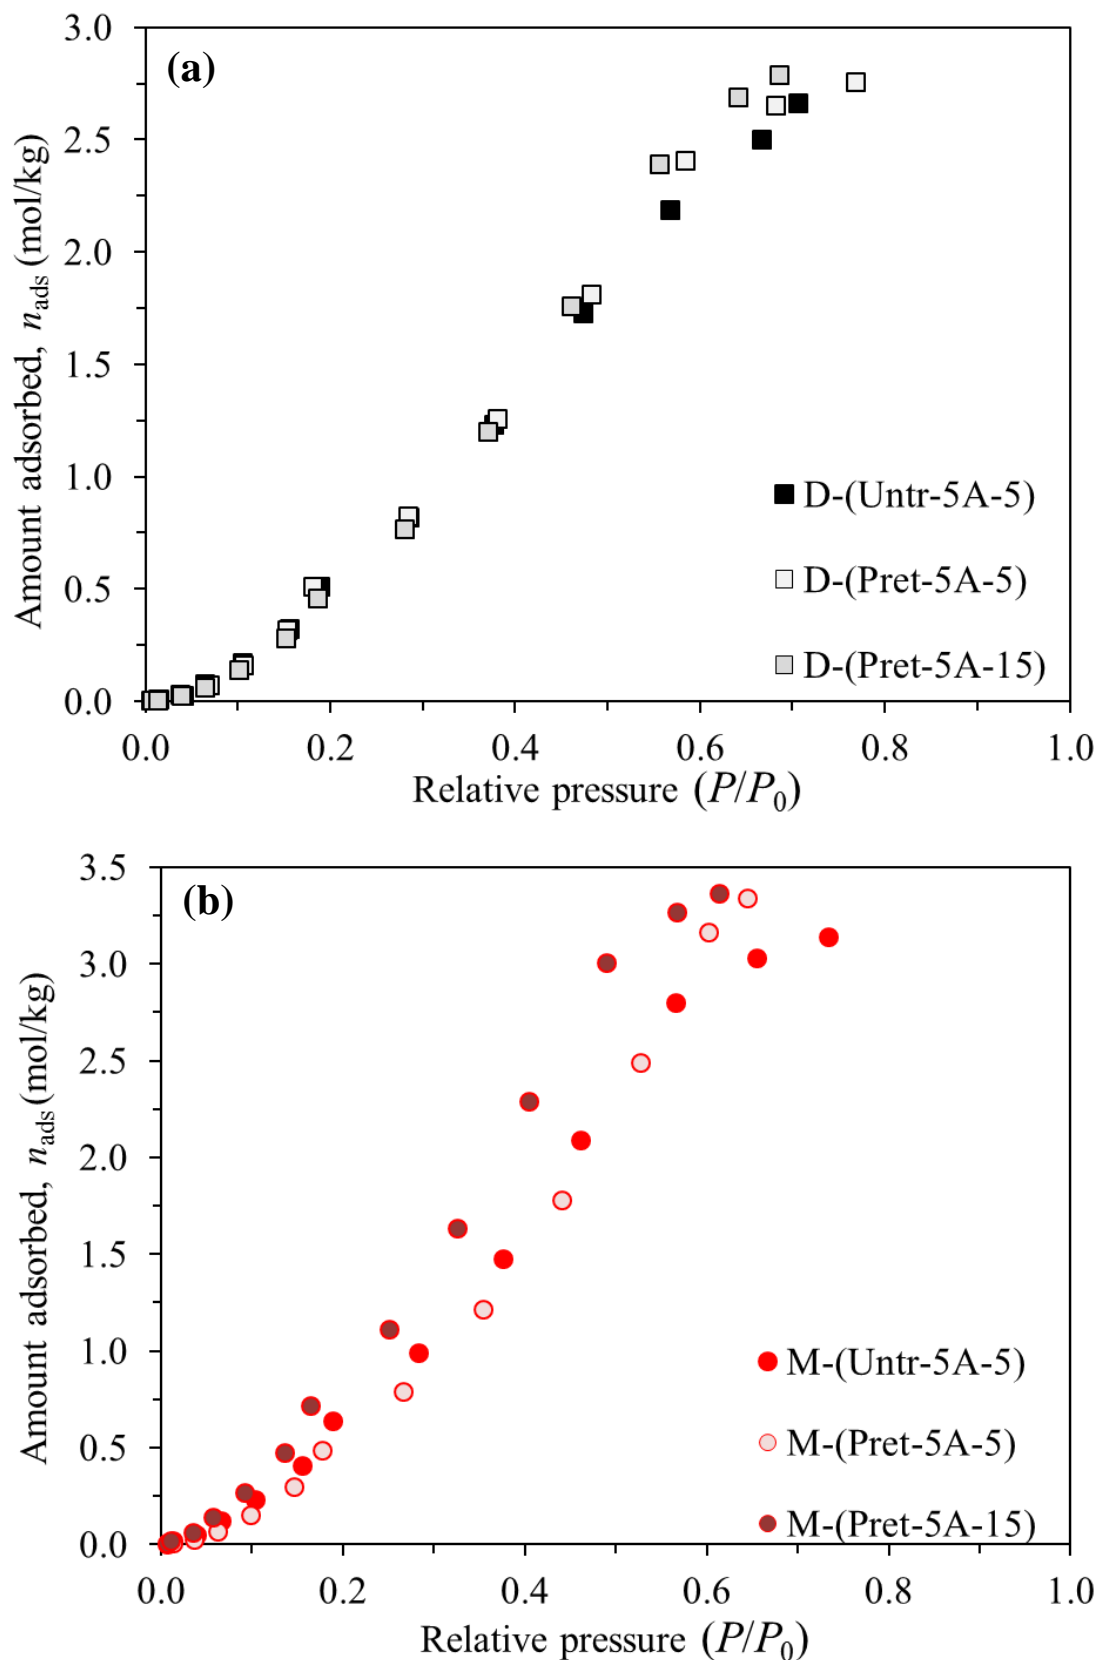 (a)
3.0
2.5
2.0
1.5
1.0
0.5
0.0
Amount adsorbed, nads (mol/kg)
D-(Untr-5A-5)
D-(Pret-5A-5)
D-(Pret-5A-15)
0.0 0.2 0.4 0.6 0.8 1.0
Relative pressure (P/P0)
(b)
3.5
3.0
2.5
2.0
1.5
1.0
0.5
0.0
Amount adsorbed, nads (mol/kg)
M-(Untr-5A-5)
M-(Pret-5A-5)
M-(Pret-5A-15)
0.0 0.2 0.4 0.6 0.8 1.0
Relative pressure (P/P0)